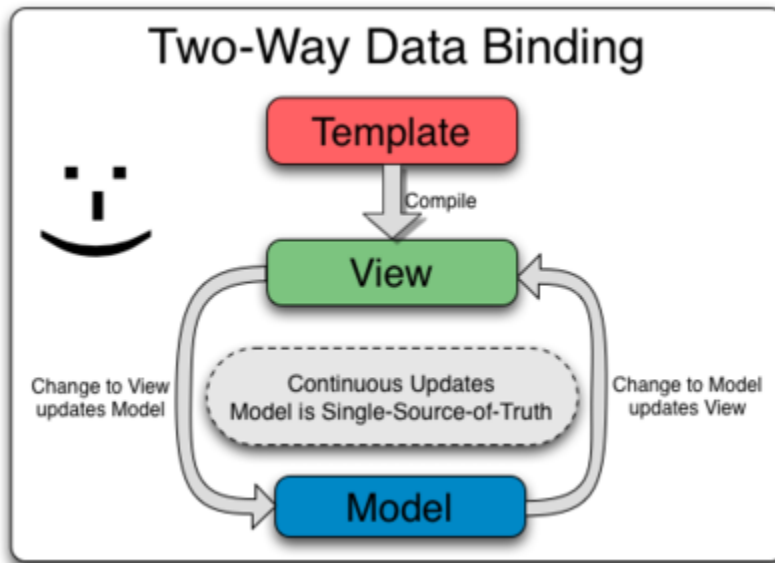 Two-Way Data Binding
Template
Compile
View
Change to View
updates Model
Continuous Updates
Model is Single-Source-of-Truth
Change to Model
updates View
Model